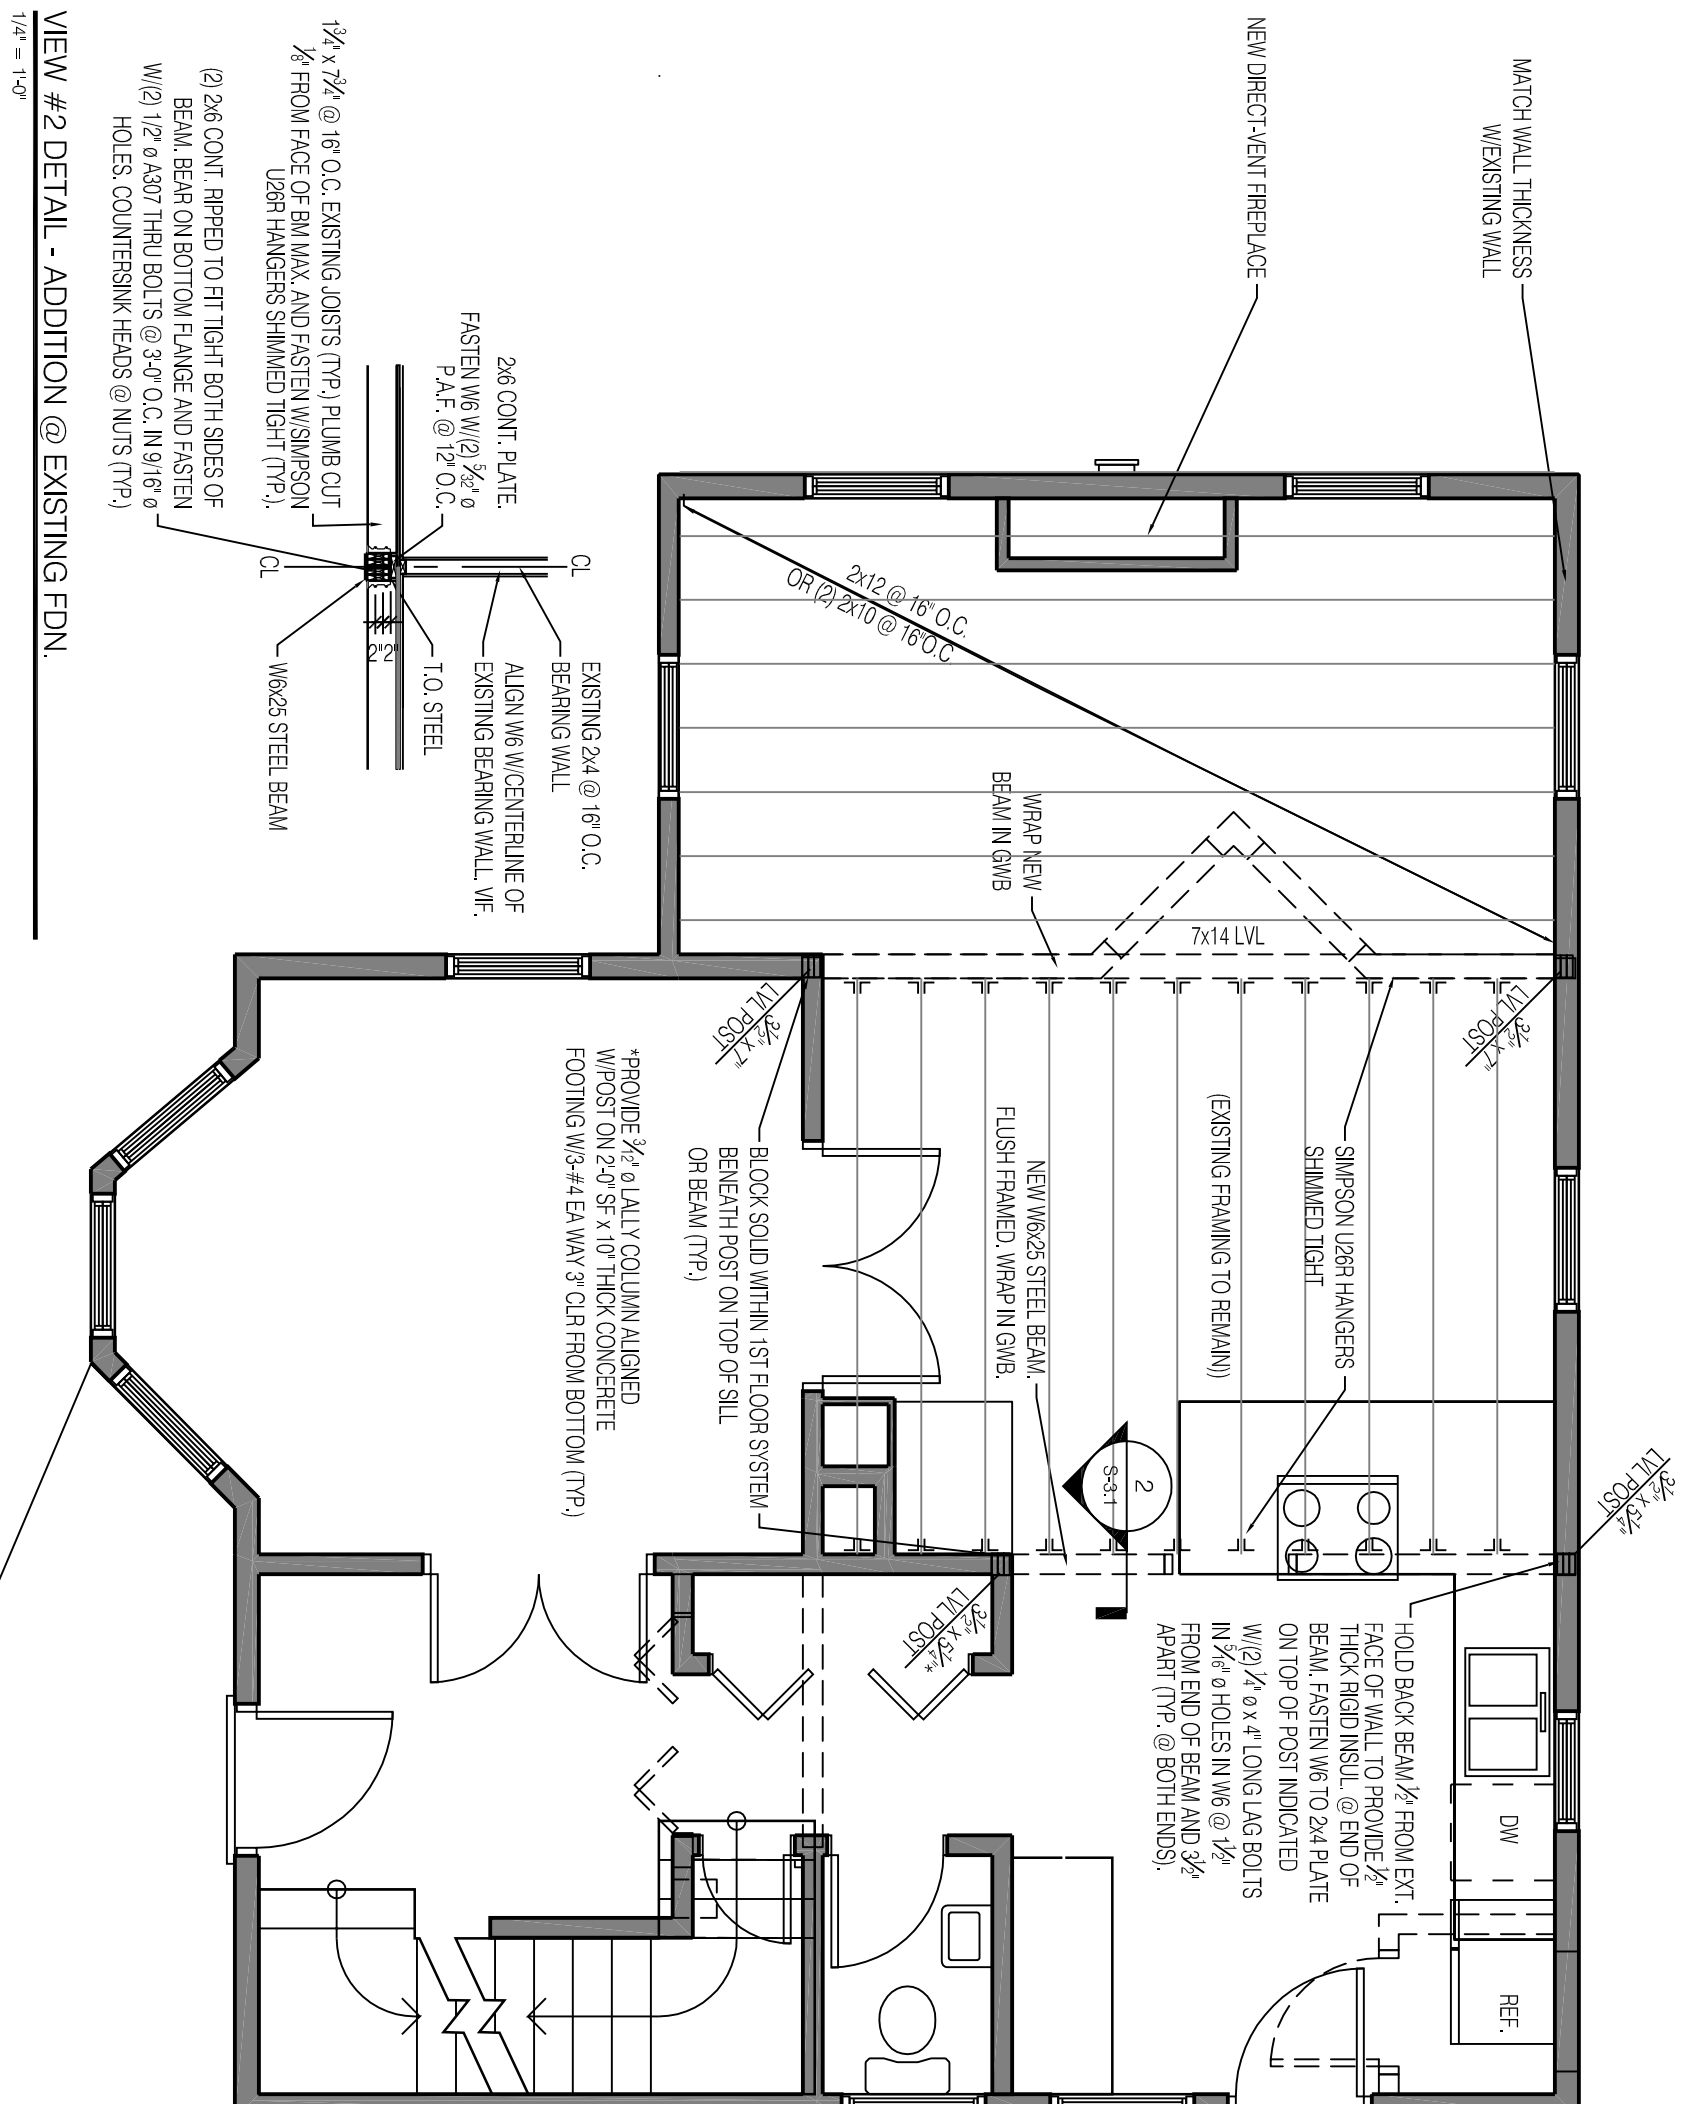 MATCH WALL THICKNESS
W/EXISTING WALL
NEW DIRECT-VENT FIREPLACE
2x12 @ 16" O.C.
OR (2) 2x10 @ 16"O.C
WRAP NEW
BEAM IN GWB
7x14 LVL
3½" x 7"
LVL POST
3½" x 7"
LVL POST
SIMPSON U26R HANGERS
SHIMMED TIGHT
(EXISTING FRAMING TO REMAIN))
NEW W6x25 STEEL BEAM.
FLUSH FRAMED. WRAP IN GWB.
2
S-3.1
3½" x 5¼"
LVL POST
HOLD BACK BEAM ½" FROM EXT.
FACE OF WALL TO PROVIDE ½"
THICK RIGID INSUL. @ END OF
BEAM. FASTEN W6 TO 2x4 PLATE
ON TOP OF POST INDICATED
W/(2) ¼" ø x 4" LONG LAG BOLTS
IN 5⁄16" ø HOLES IN W6 @ 1½"
FROM END OF BEAM AND 3½"
APART (TYP. @ BOTH ENDS).
DW
REF.
3½" x 5¼"*
LVL POST
BLOCK SOLID WITHIN 1ST FLOOR SYSTEM
BENEATH POST ON TOP OF SILL
OR BEAM (TYP.)
*PROVIDE 3⁄12" ø LALLY COLUMN ALIGNED
W/POST ON 2'-0" SF x 10" THICK CONCRETE
FOOTING W/3-#4 EA WAY 3" CLR FROM BOTTOM (TYP.)
2x6 CONT. PLATE.
FASTEN W6 W/(2) 5⁄32" ø
P.A.F. @ 12" O.C.
1¾" x 7¾" @ 16" O.C. EXISTING JOISTS (TYP.) PLUMB CUT
⅛" FROM FACE OF BM MAX. AND FASTEN W/SIMPSON
U26R HANGERS SHIMMED TIGHT (TYP.)
(2) 2x6 CONT. RIPPED TO FIT TIGHT BOTH SIDES OF
BEAM. BEAR ON BOTTOM FLANGE AND FASTEN
W/(2) 1/2" ø A307 THRU BOLTS @ 3'-0" O.C. IN 9/16" ø
HOLES. COUNTERSINK HEADS @ NUTS (TYP.)
CL
CL
2"2"
EXISTING 2x4 @ 16" O.C.
BEARING WALL
ALIGN W6 W/CENTERLINE OF
EXISTING BEARING WALL. VIF.
T.O. STEEL
W6x25 STEEL BEAM
VIEW #2 DETAIL - ADDITION @ EXISTING FDN.
1/4" = 1'-0"